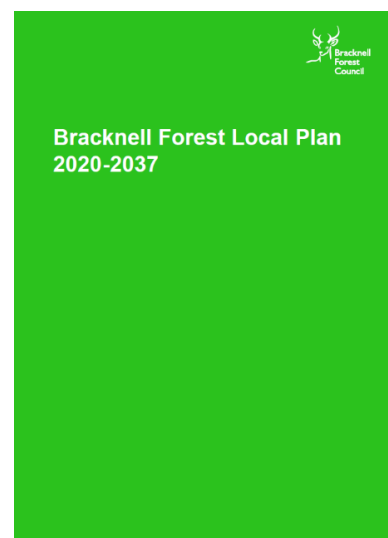 Bracknell
Forest
Council
Bracknell Forest Local Plan
2020-2037